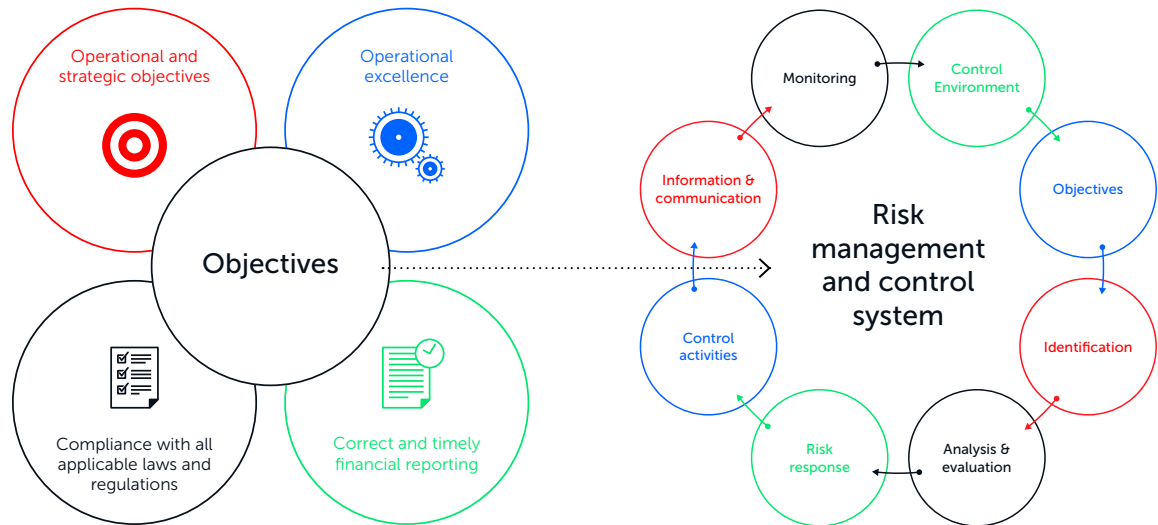 Operational and
strategic objectives
Operational
excellence
Objectives
Compliance with all
applicable laws and
regulations
Correct and timely
financial reporting
Risk
management
and control
system
Monitoring
Control
Environment
Objectives
Identification
Analysis &
evaluation
Risk
response
Control
activities
Information &
communication